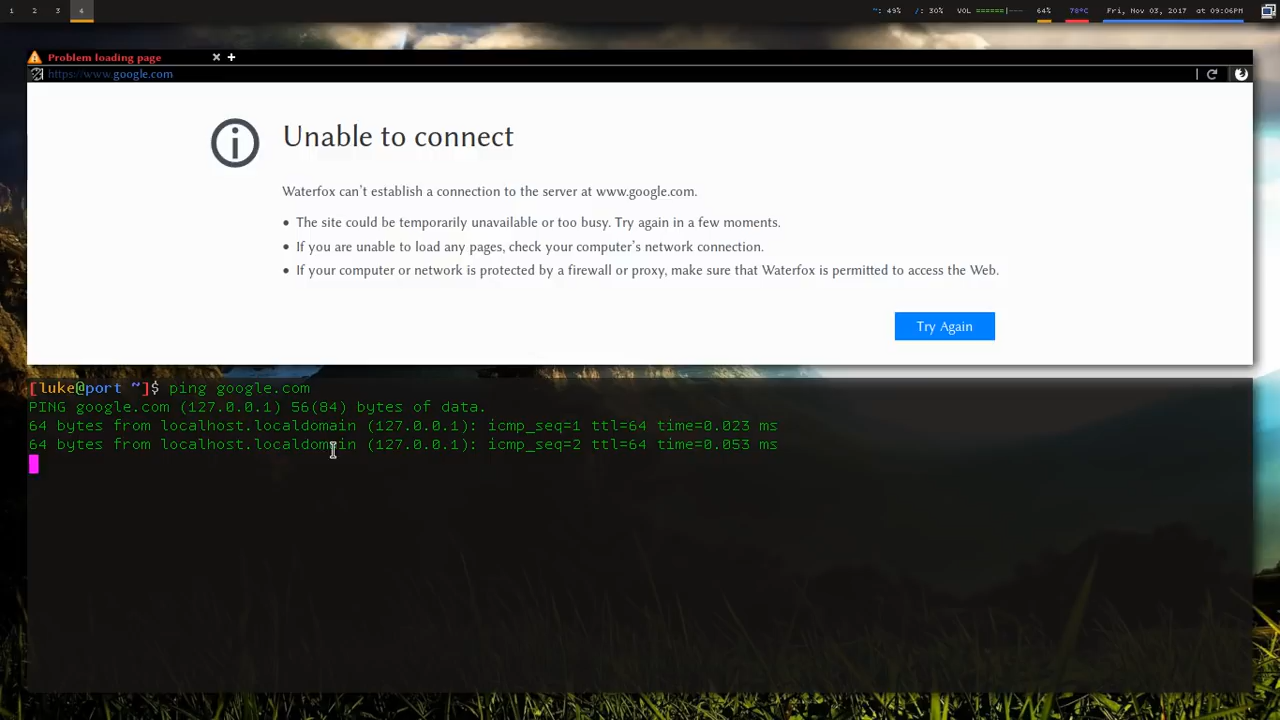 1 2 3 4 ~: 49% /: 30% VOL ======|--- 64% 78°C Fri, Nov 03, 2017 at 09:06PM
Problem loading page
https://www.google.com
Unable to connect
Waterfox can't establish a connection to the server at www.google.com.
• The site could be temporarily unavailable or too busy. Try again in a few moments.
• If you are unable to load any pages, check your computer's network connection.
• If your computer or network is protected by a firewall or proxy, make sure that Waterfox is permitted to access the Web.
Try Again
[luke@port ~]$ ping google.com
PING google.com (127.0.0.1) 56(84) bytes of data.
64 bytes from localhost.localdomain (127.0.0.1): icmp_seq=1 ttl=64 time=0.023 ms
64 bytes from localhost.localdomain (127.0.0.1): icmp_seq=2 ttl=64 time=0.053 ms